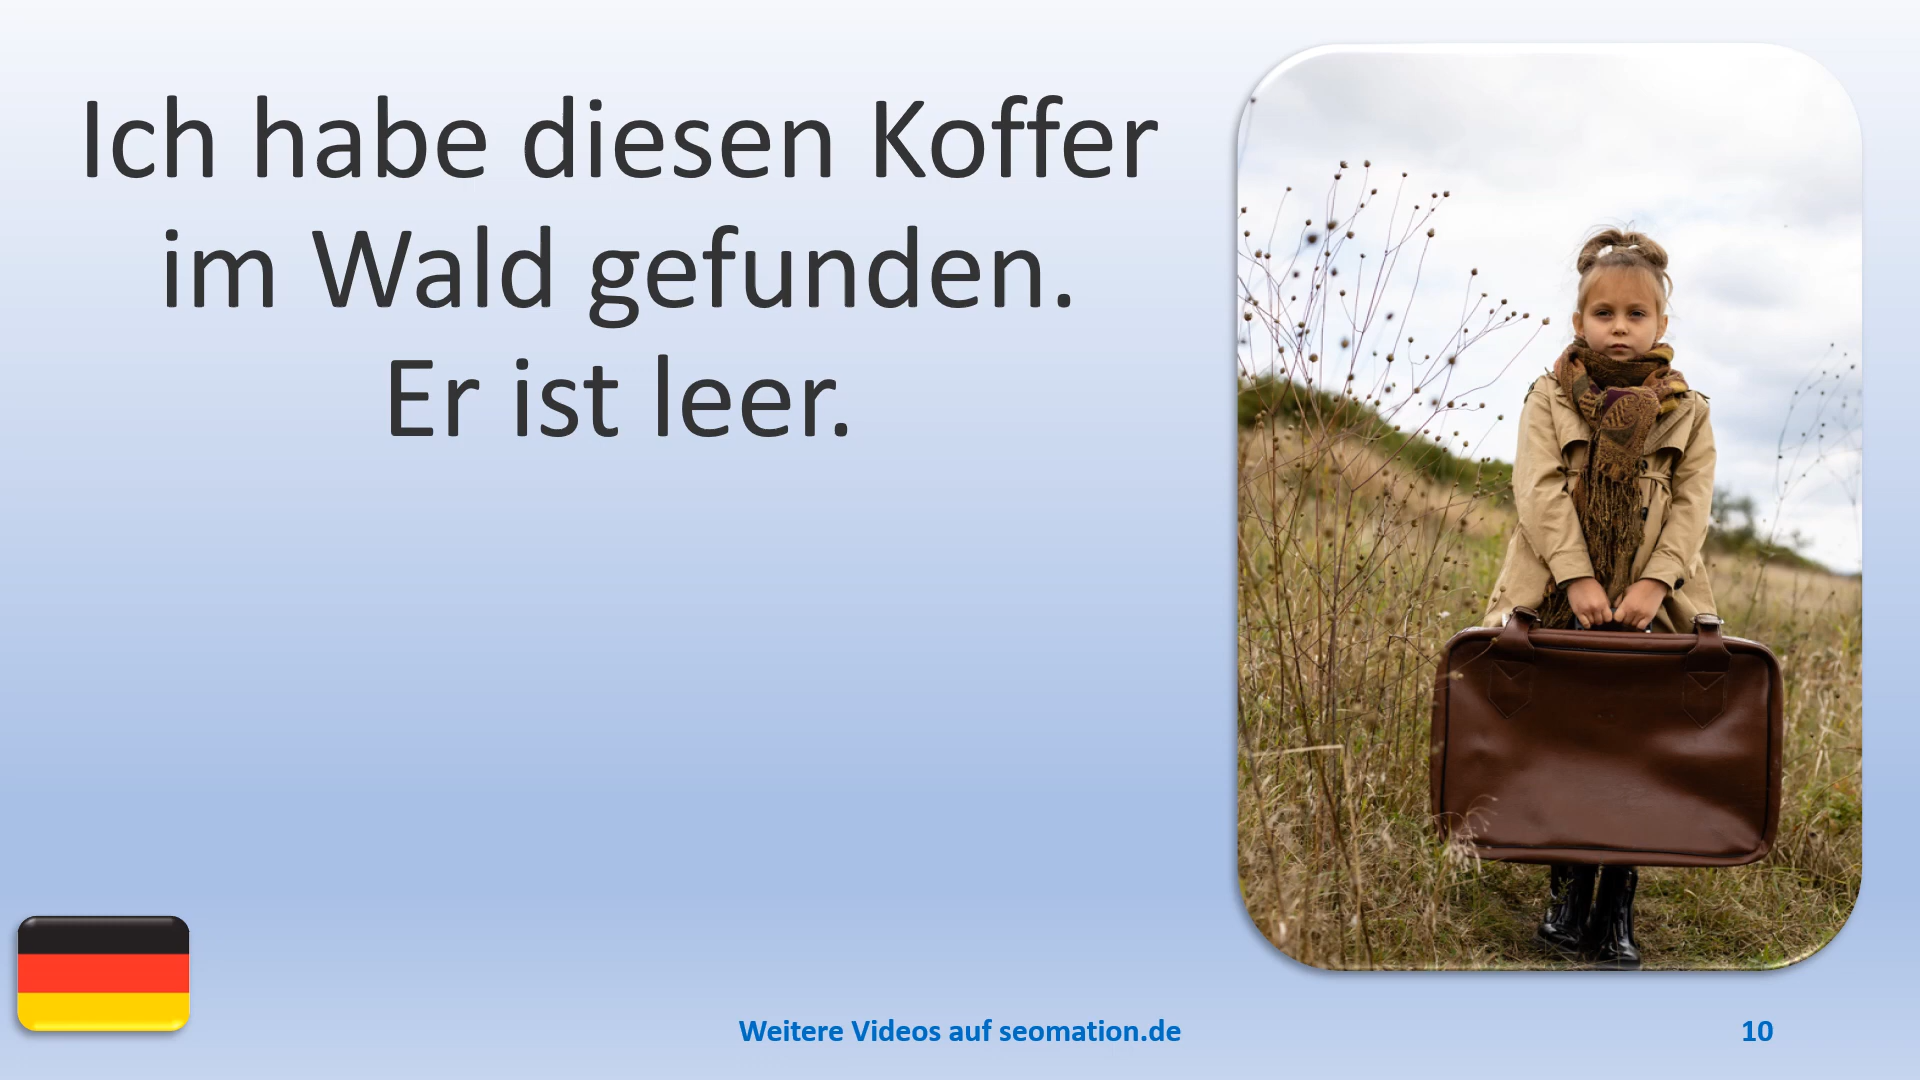 Ich habe diesen Koffer
im Wald gefunden.
Er ist leer.
Weitere Videos auf seomation.de
10